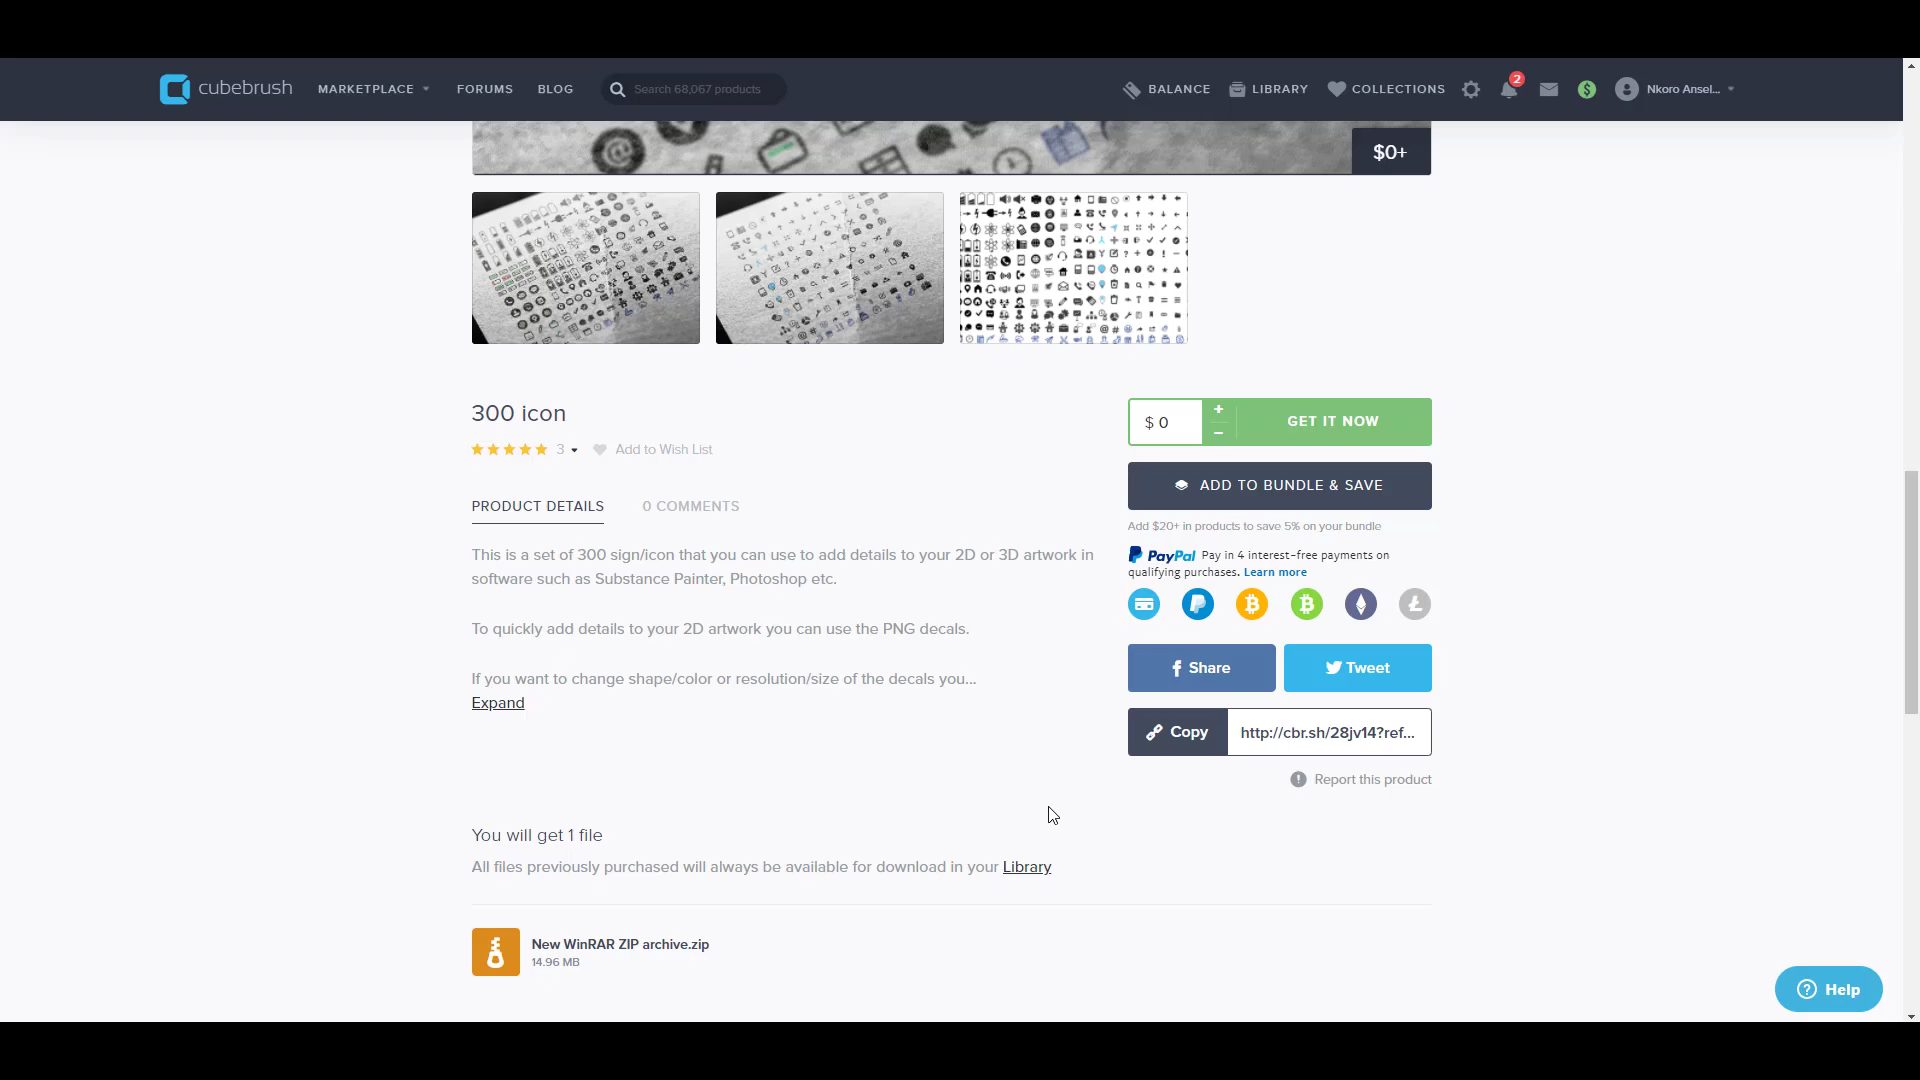 cubebrush
MARKETPLACE
FORUMS
BLOG
Search 68,067 products
BALANCE
LIBRARY
COLLECTIONS
2
Nkoro Ansel...
$0+
300 icon
3
Add to Wish List
$ 0
+
−
GET IT NOW
ADD TO BUNDLE & SAVE
Add $20+ in products to save 5% on your bundle
PRODUCT DETAILS
0 COMMENTS
This is a set of 300 sign/icon that you can use to add details to your 2D or 3D artwork in
software such as Substance Painter, Photoshop etc.
To quickly add details to your 2D artwork you can use the PNG decals.
If you want to change shape/color or resolution/size of the decals you...
Expand
PayPal Pay in 4 interest-free payments on
qualifying purchases. Learn more
Share
Tweet
Copy
http://cbr.sh/28jv14?ref...
Report this product
You will get 1 file
All files previously purchased will always be available for download in your Library
New WinRAR ZIP archive.zip
14.96 MB
Help